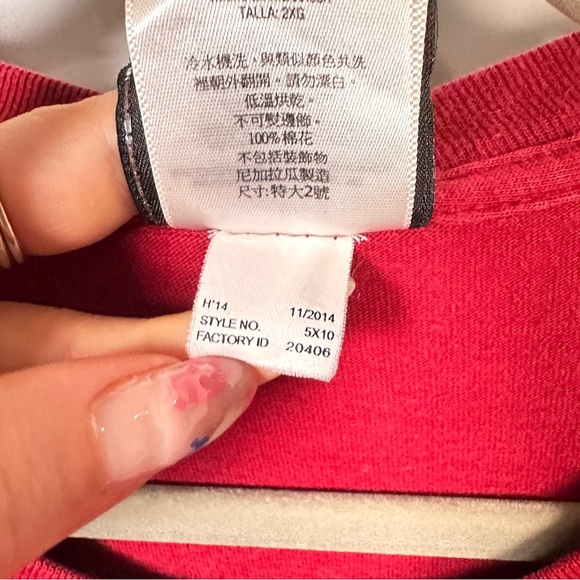 TALLA: 2XG
冷水機洗，與類似顏色共洗
裡朝外翻開。請勿漂白。
低溫烘乾。
不可熨邊飾。
100%棉花
不包括裝飾物
尼加拉瓜製造
尺寸:特大2號
H'14 11/2014
STYLE NO. 5X10
FACTORY ID 20406